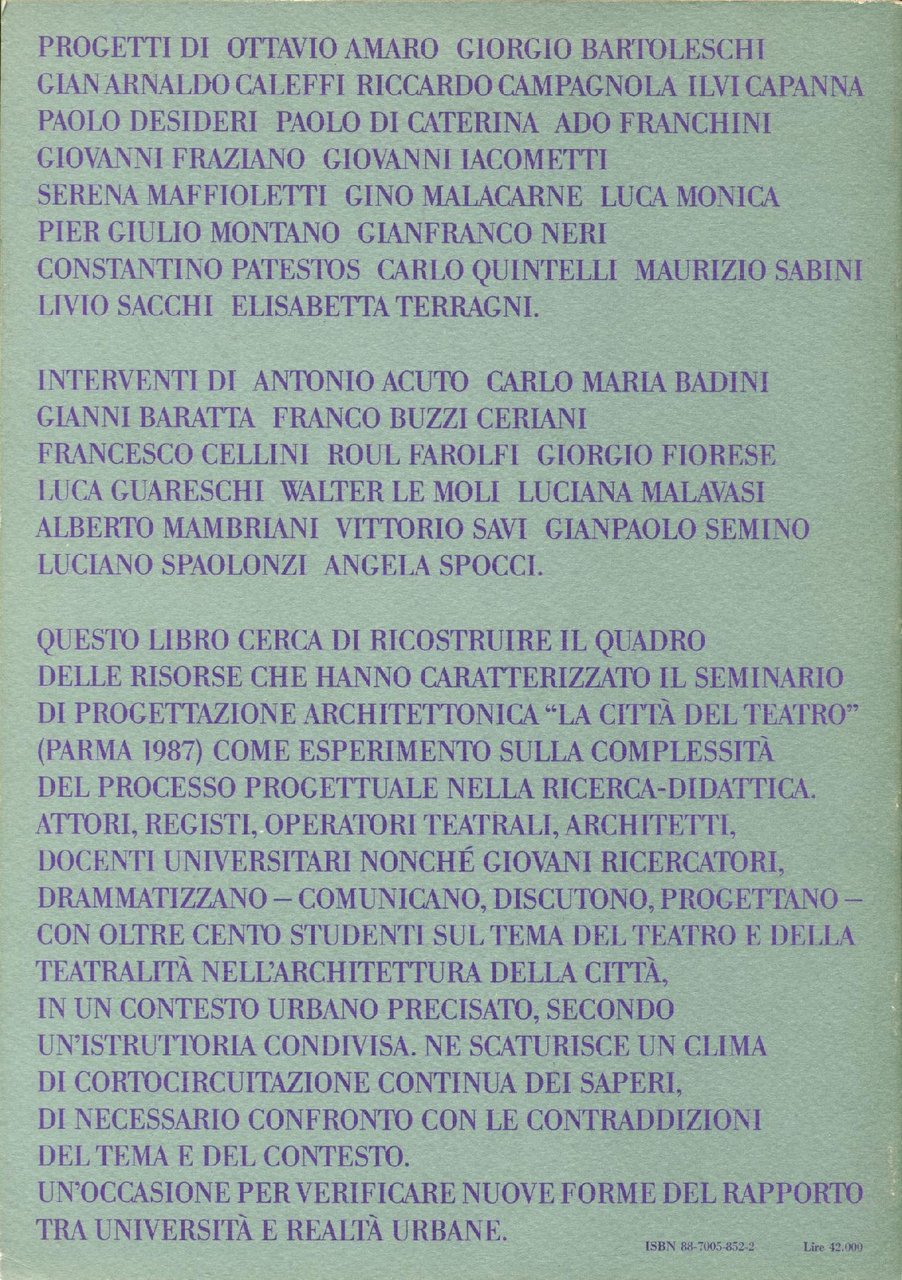 PROGETTI DI OTTAVIO AMARO GIORGIO BARTOLESCHI
GIAN ARNALDO CALEFFI RICCARDO CAMPAGNOLA ILVI CAPANNA
PAOLO DESIDERI PAOLO DI CATERINA ADO FRANCHINI
GIOVANNI FRAZIANO GIOVANNI IACOMETTI
SERENA MAFFIOLETTI GINO MALACARNE LUCA MONICA
PIER GIULIO MONTANO GIANFRANCO NERI
CONSTANTINO PATESTOS CARLO QUINTELLI MAURIZIO SABINI
LIVIO SACCHI ELISABETTA TERRAGNI.
INTERVENTI DI ANTONIO ACUTO CARLO MARIA BADINI
GIANNI BARATTA FRANCO BUZZI CERIANI
FRANCESCO CELLINI ROUL FAROLFI GIORGIO FIORESE
LUCA GUARESCHI WALTER LE MOLI LUCIANA MALAVASI
ALBERTO MAMBRIANI VITTORIO SAVI GIANPAOLO SEMINO
LUCIANO SPAOLONZI ANGELA SPOCCI.
QUESTO LIBRO CERCA DI RICOSTRUIRE IL QUADRO
DELLE RISORSE CHE HANNO CARATTERIZZATO IL SEMINARIO
DI PROGETTAZIONE ARCHITETTONICA “LA CITTÀ DEL TEATRO”
(PARMA 1987) COME ESPERIMENTO SULLA COMPLESSITÀ
DEL PROCESSO PROGETTUALE NELLA RICERCA-DIDATTICA.
ATTORI, REGISTI, OPERATORI TEATRALI, ARCHITETTI,
DOCENTI UNIVERSITARI NONCHÉ GIOVANI RICERCATORI,
DRAMMATIZZANO – COMUNICANO, DISCUTONO, PROGETTANO –
CON OLTRE CENTO STUDENTI SUL TEMA DEL TEATRO E DELLA
TEATRALITÀ NELL’ARCHITETTURA DELLA CITTÀ,
IN UN CONTESTO URBANO PRECISATO, SECONDO
UN’ISTRUTTORIA CONDIVISA. NE SCATURISCE UN CLIMA
DI CORTOCIRCUITAZIONE CONTINUA DEI SAPERI,
DI NECESSARIO CONFRONTO CON LE CONTRADDIZIONI
DEL TEMA E DEL CONTESTO.
UN’OCCASIONE PER VERIFICARE NUOVE FORME DEL RAPPORTO
TRA UNIVERSITÀ E REALTÀ URBANE.
ISBN 88-7005-852-2 Lire 42.000